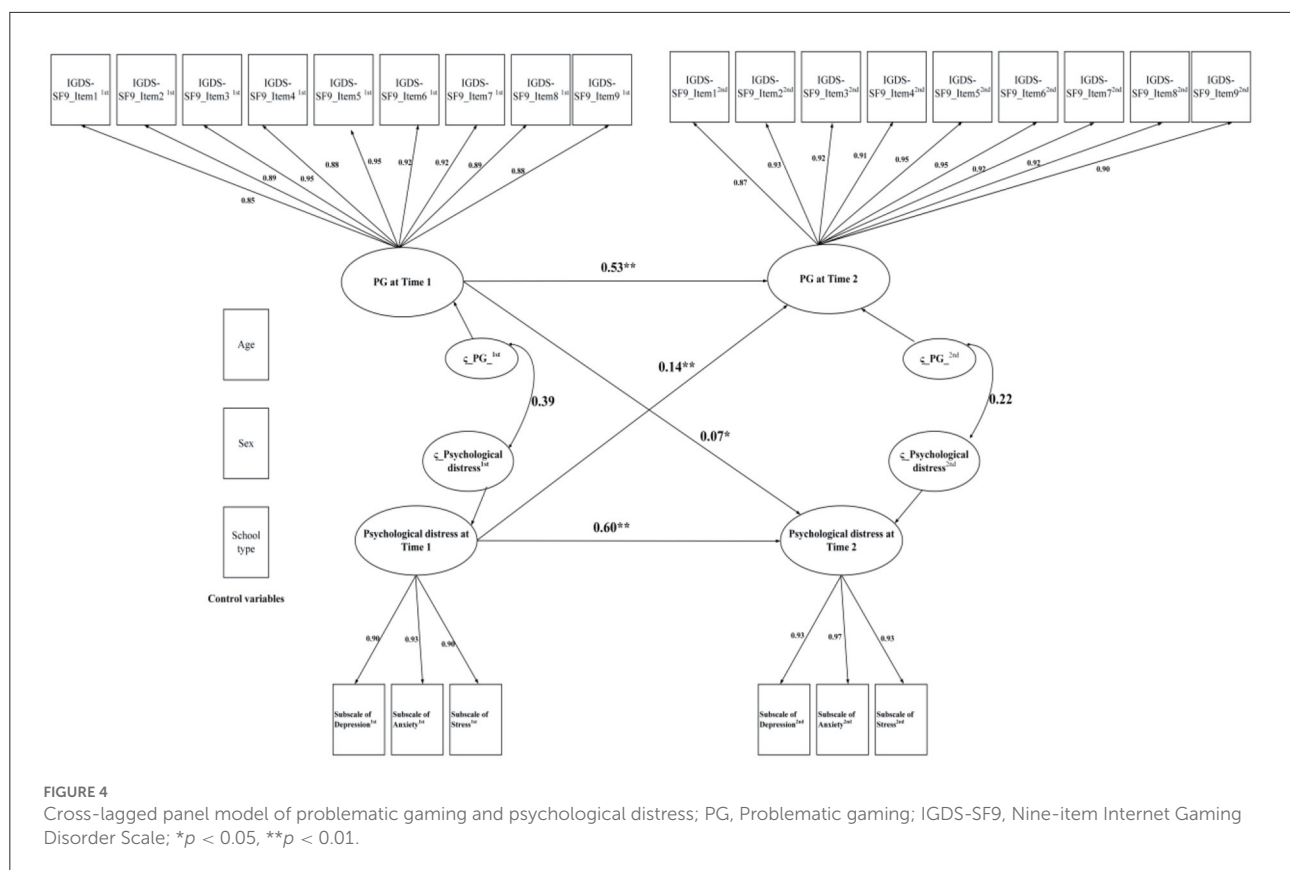 IGDS-
SF9_Item1 1st
IGDS-
SF9_Item2 1st
IGDS-
SF9_Item3 1st
IGDS-
SF9_Item4 1st
IGDS-
SF9_Item5 1st
IGDS-
SF9_Item6 1st
IGDS-
SF9_Item7 1st
IGDS-
SF9_Item8 1st
IGDS-
SF9_Item9 1st
IGDS-
SF9_Item1 2nd
IGDS-
SF9_Item2 2nd
IGDS-
SF9_Item3 2nd
IGDS-
SF9_Item4 2nd
IGDS-
SF9_Item5 2nd
IGDS-
SF9_Item6 2nd
IGDS-
SF9_Item7 2nd
IGDS-
SF9_Item8 2nd
IGDS-
SF9_Item9 2nd
0.85
0.89
0.95
0.88
0.95
0.92
0.92
0.89
0.88
0.87
0.93
0.92
0.91
0.95
0.95
0.92
0.92
0.90
PG at Time 1
0.53**
PG at Time 2
Age
Sex
School
type
Control variables
ς_PG_1st
0.39
ς_Psychological
distress1st
0.14**
0.07*
ς_PG_2nd
0.22
ς_Psychological
distress2nd
Psychological distress at
Time 1
0.60**
Psychological distress at
Time 2
0.90
0.93
0.90
0.93
0.97
0.93
Subscale of
Depression1st
Subscale of
Anxiety1st
Subscale of
Stress1st
Subscale of
Depression2nd
Subscale of
Anxiety2nd
Subscale of
Stress2nd
FIGURE 4
Cross-lagged panel model of problematic gaming and psychological distress; PG, Problematic gaming; IGDS-SF9, Nine-item Internet Gaming
Disorder Scale; *p < 0.05, **p < 0.01.